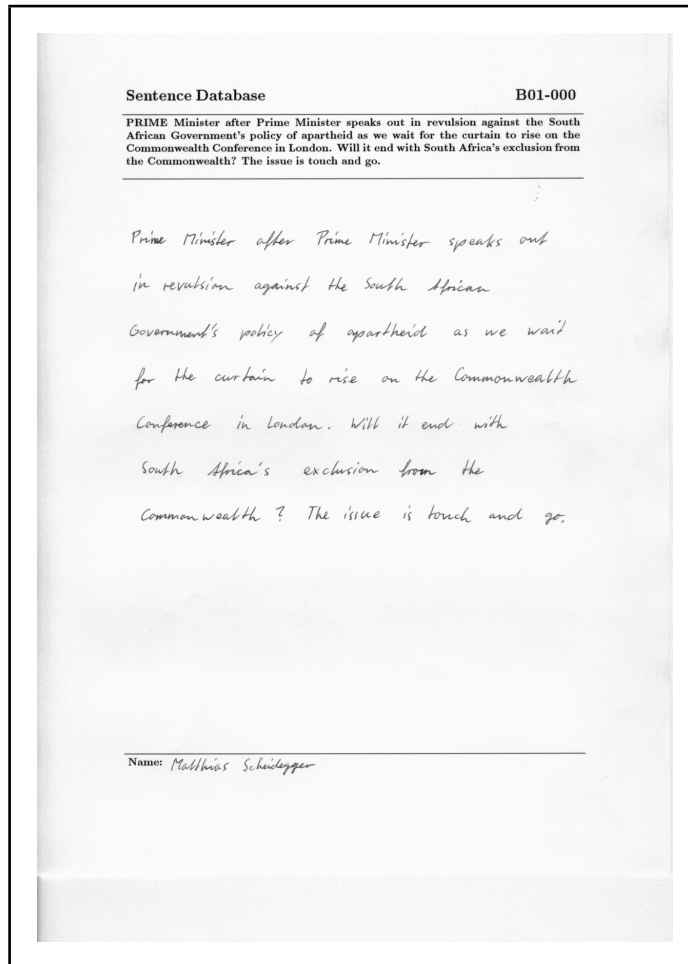 Sentence Database B01-000
PRIME Minister after Prime Minister speaks out in revulsion against the South
African Government's policy of apartheid as we wait for the curtain to rise on the
Commonwealth Conference in London. Will it end with South Africa's exclusion from
the Commonwealth? The issue is touch and go.
Prime Minister after Prime Minister speaks out
in revulsion against the South African
Government's policy of apartheid as we wait
for the curtain to rise on the Commonwealth
Conference in London. Will it end with
South Africa's exclusion from the
Commonwealth? The issue is touch and go.
Name: Matthias Scheidegger